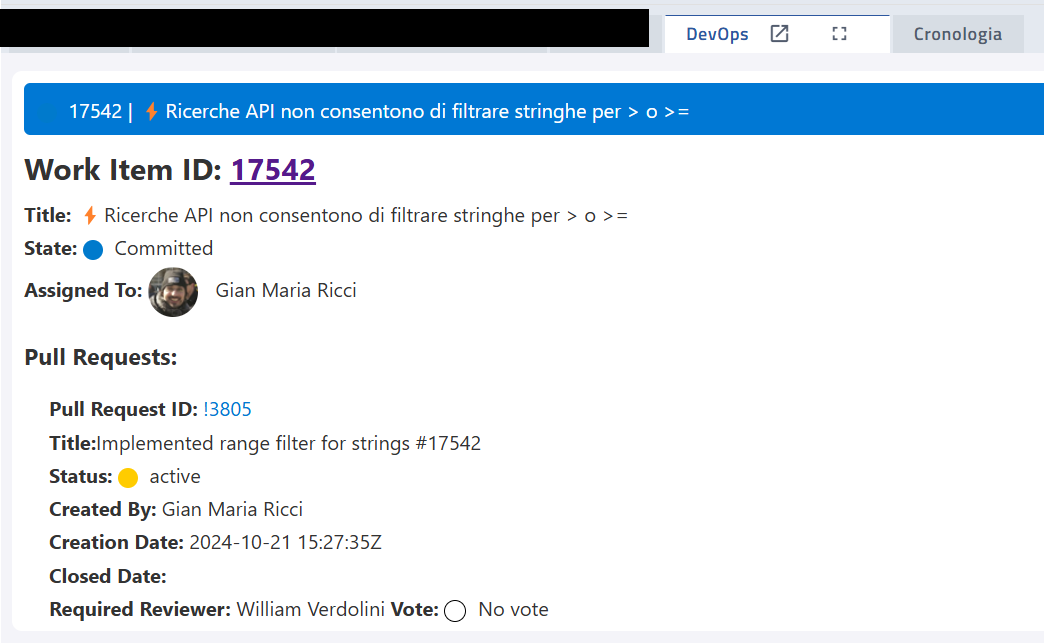 DevOps
Cronologia
17542 | Ricerche API non consentono di filtrare stringhe per > o >=
Work Item ID: 17542
Title: Ricerche API non consentono di filtrare stringhe per > o >=
State: Committed
Assigned To: Gian Maria Ricci
Pull Requests:
Pull Request ID: !3805
Title:Implemented range filter for strings #17542
Status: active
Created By: Gian Maria Ricci
Creation Date: 2024-10-21 15:27:35Z
Closed Date:
Required Reviewer: William Verdolini Vote: No vote